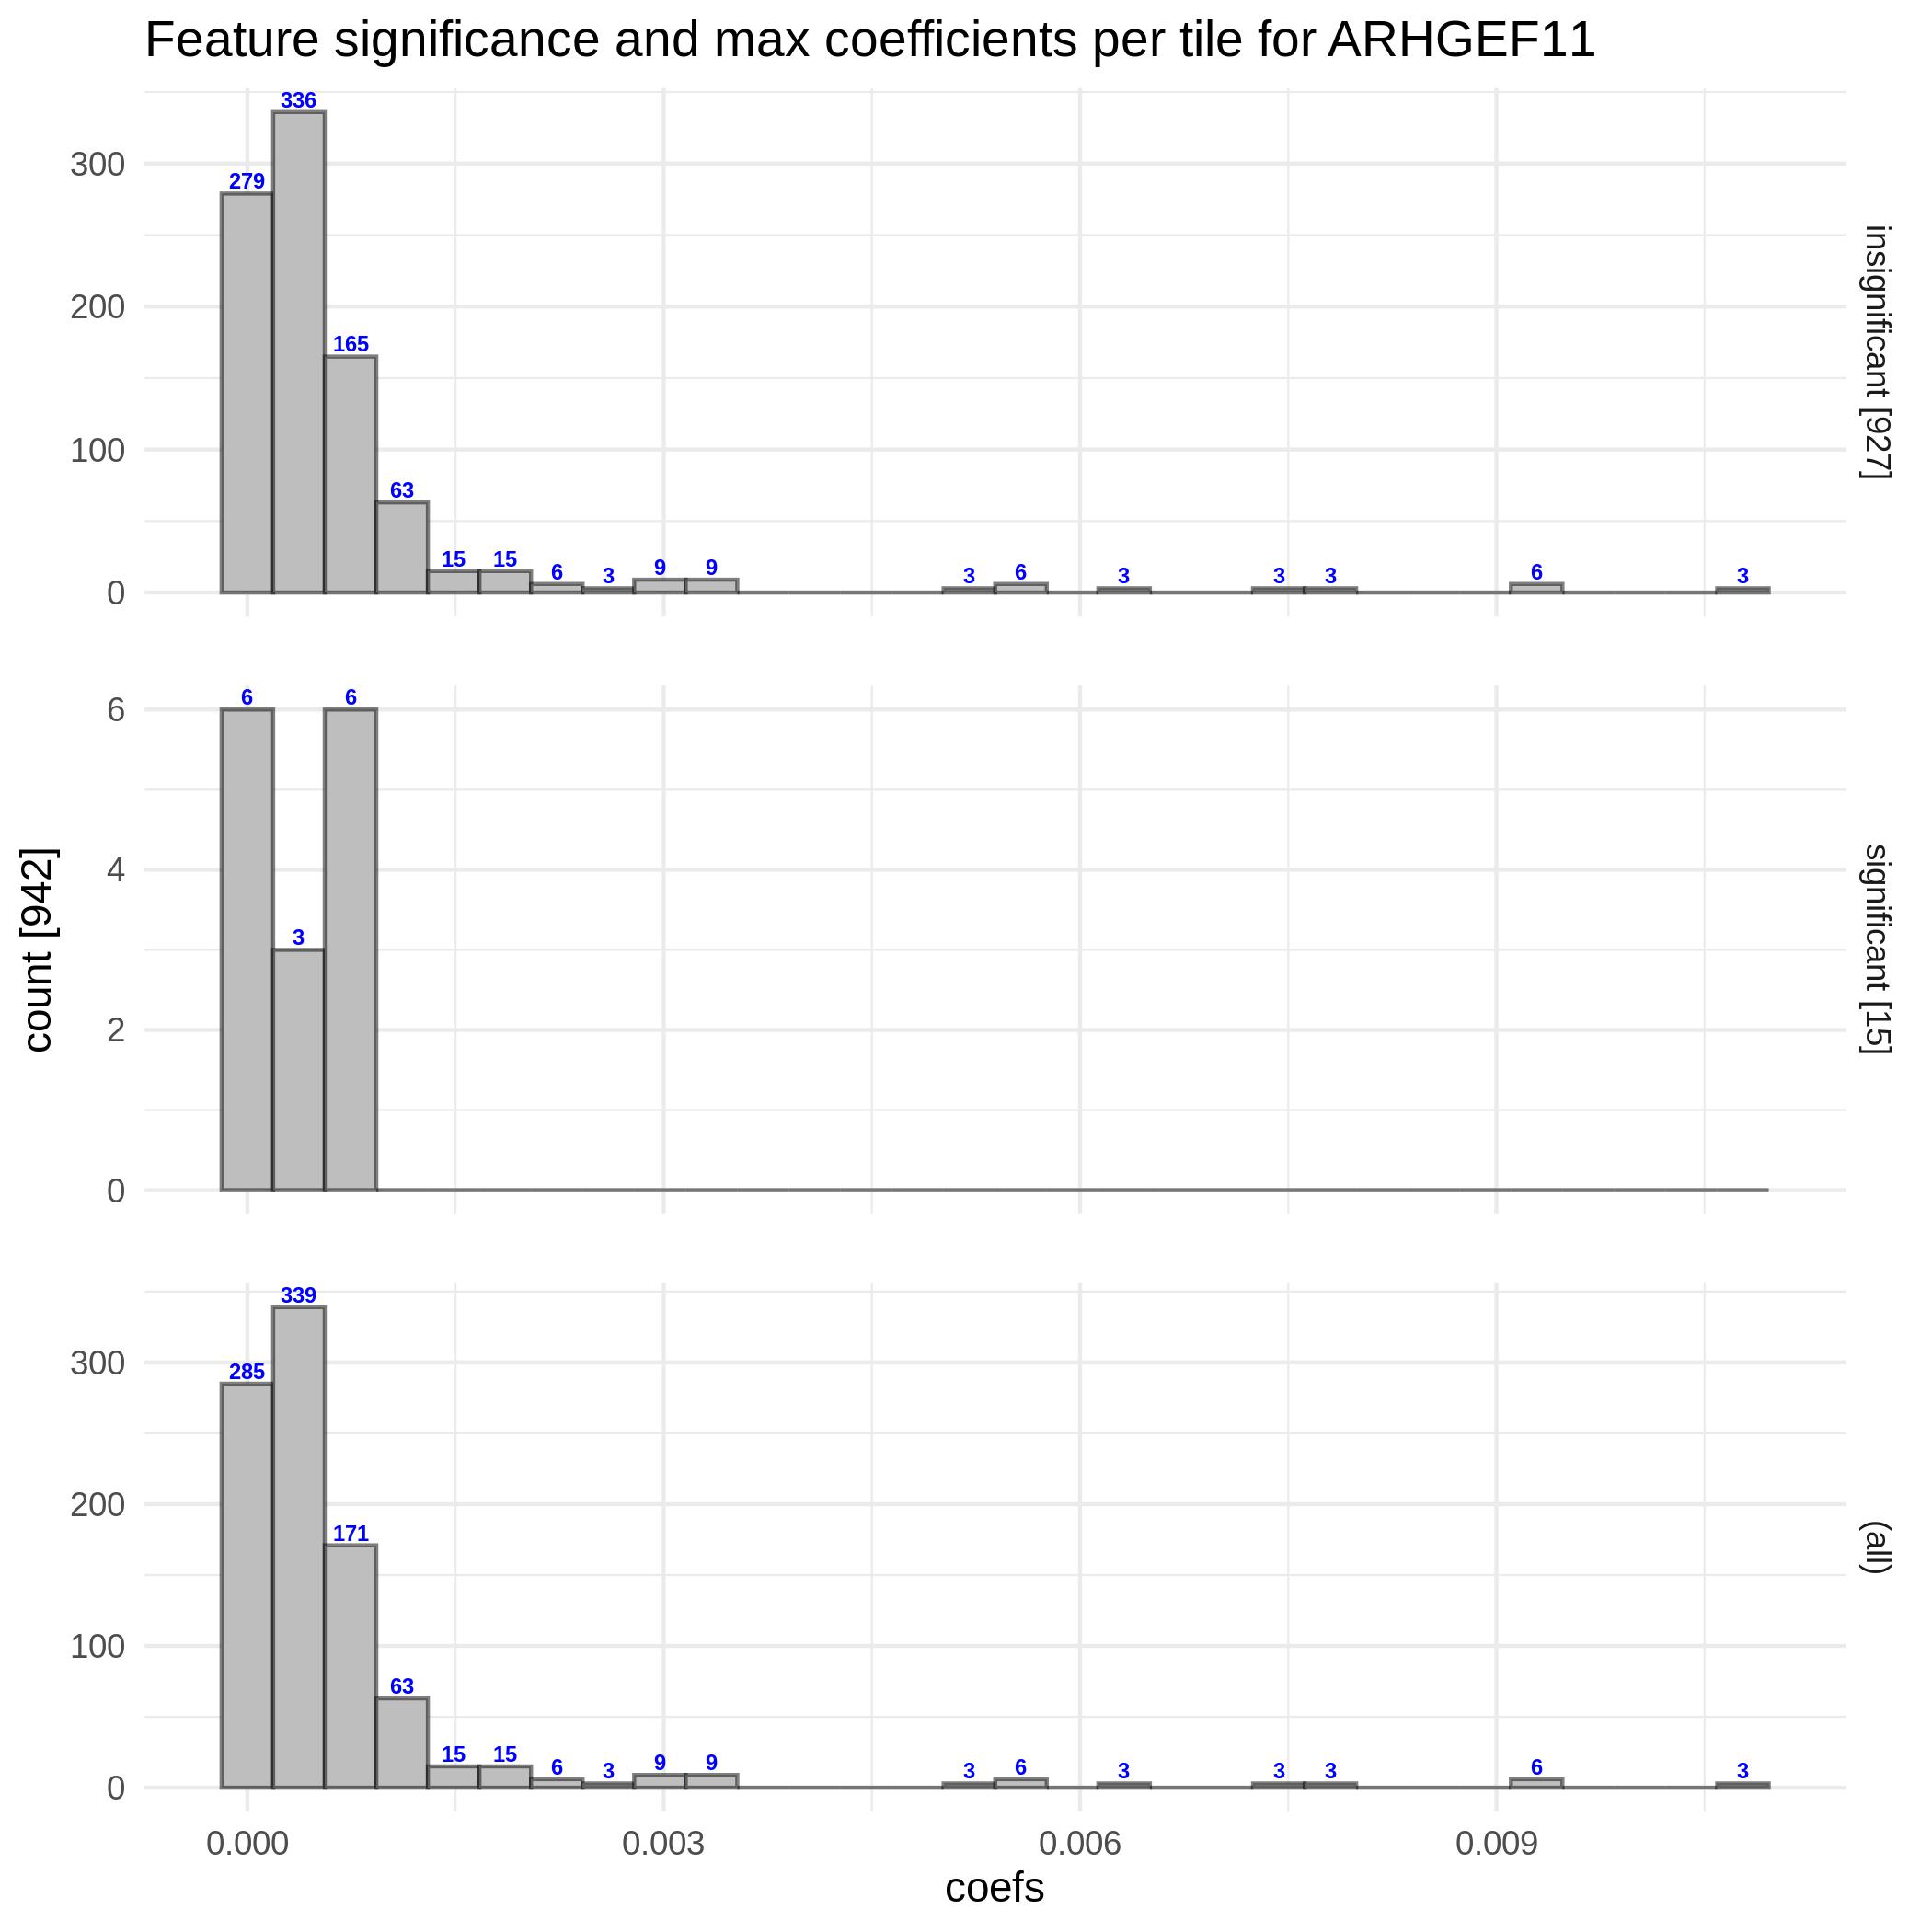 Feature significance and max coefficients per tile for ARHGEF11
count [942]
336
279
165
63
15 15 6 3 9 9 3 6 3 3 3 6 3
300
200
100
0
insignificant [927]
6 6
3
6
4
2
0
significant [15]
339
285
171
63
15 15 6 3 9 9 3 6 3 3 3 6 3
300
200
100
0
(all)
0.000 0.003 0.006 0.009
coefs